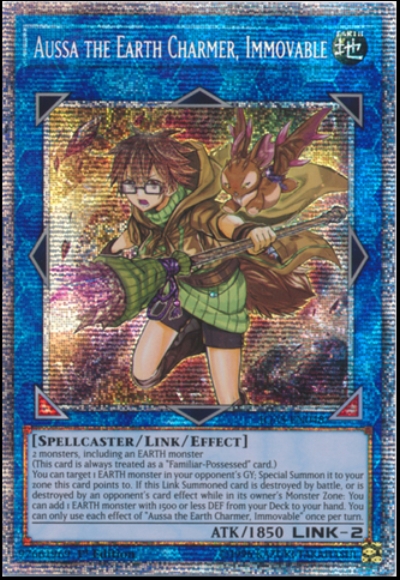 AUSSA THE EARTH CHARMER, IMMOVABLE
EARTH
地
[SPELLCASTER/LINK/EFFECT]
2 monsters, including an EARTH monster
(This card is always treated as a "Familiar-Possessed" card.)
You can target 1 EARTH monster in your opponent's GY; Special Summon it to your
zone this card points to. If this Link Summoned card is destroyed by battle, or is
destroyed by an opponent's card effect while in its owner's Monster Zone: You can
add 1 EARTH monster with 1500 or less DEF from your Deck to your hand. You can
only use each effect of "Aussa the Earth Charmer, Immovable" once per turn.
ATK/1850 LINK-2
Edition